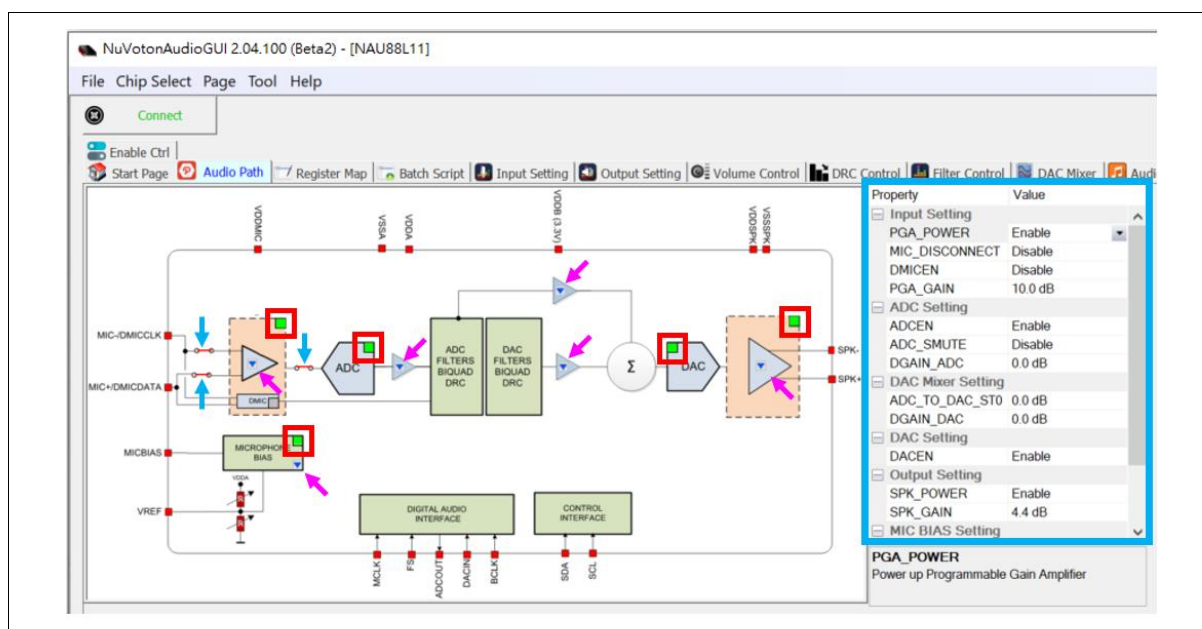 NuVotonAudioGUI 2.04.100 (Beta2) - [NAU88L11]
File Chip Select Page Tool Help
Connect
Enable Ctrl
Start Page Audio Path Register Map Batch Script Input Setting Output Setting Volume Control DRC Control Filter Control DAC Mixer Audi
VDDMIC
VSSA
VDDA
VDDB (3.3V)
VDDSPK
VSSSPK
MIC-/DMICCLK
MIC+/DMICDATA
DMIC
ADC
ADC
FILTERS
BIQUAD
DRC
DAC
FILTERS
BIQUAD
DRC
Σ
DAC
SPK-
SPK+
MICBIAS
MICROPHONE
BIAS
VDDA
VREF
DIGITAL AUDIO
INTERFACE
CONTROL
INTERFACE
MCLK
FS
ADCOUT
DACIN
BCLK
SDA
SCL
Property Value
Input Setting
PGA_POWER Enable
MIC_DISCONNECT Disable
DMICEN Disable
PGA_GAIN 10.0 dB
ADC Setting
ADCEN Enable
ADC_SMUTE Disable
DGAIN_ADC 0.0 dB
DAC Mixer Setting
ADC_TO_DAC_ST0 0.0 dB
DGAIN_DAC 0.0 dB
DAC Setting
DACEN Enable
Output Setting
SPK_POWER Enable
SPK_GAIN 4.4 dB
MIC BIAS Setting
PGA_POWER
Power up Programmable Gain Amplifier